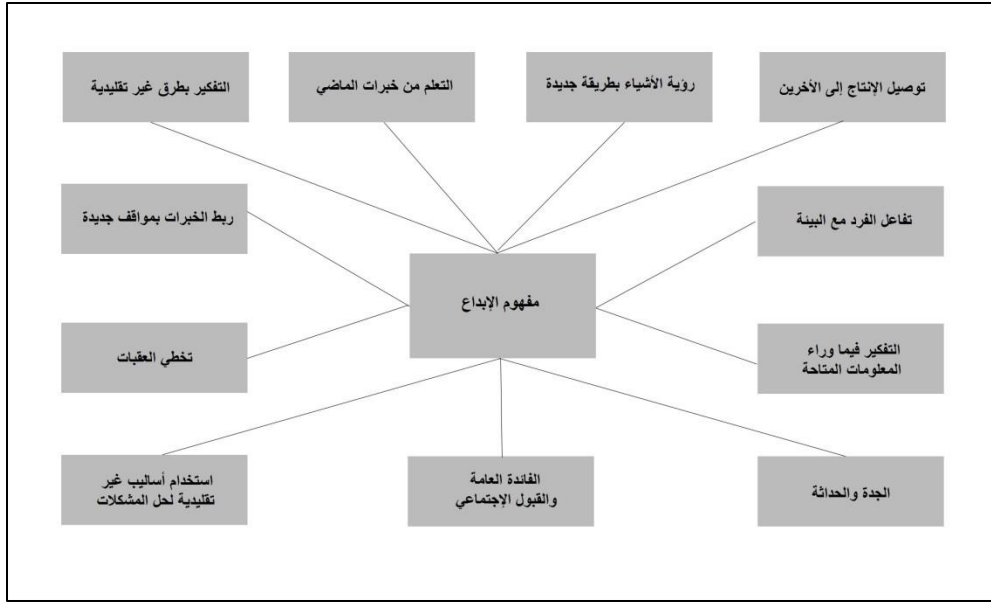 توصيل الإنتاج إلى الأخرين
رؤية الأشياء بطريقة جديدة
التعلم من خبرات الماضي
التفكير بطرق غير تقليدية
تفاعل الفرد مع البيئة
ربط الخبرات بمواقف جديدة
مفهوم الإبداع
التفكير فيما وراء
المعلومات المتاحة
تخطي العقبات
الجدة والحداثة
الفائدة العامة
والقبول الإجتماعي
استخدام أساليب غير
تقليدية لحل المشكلات